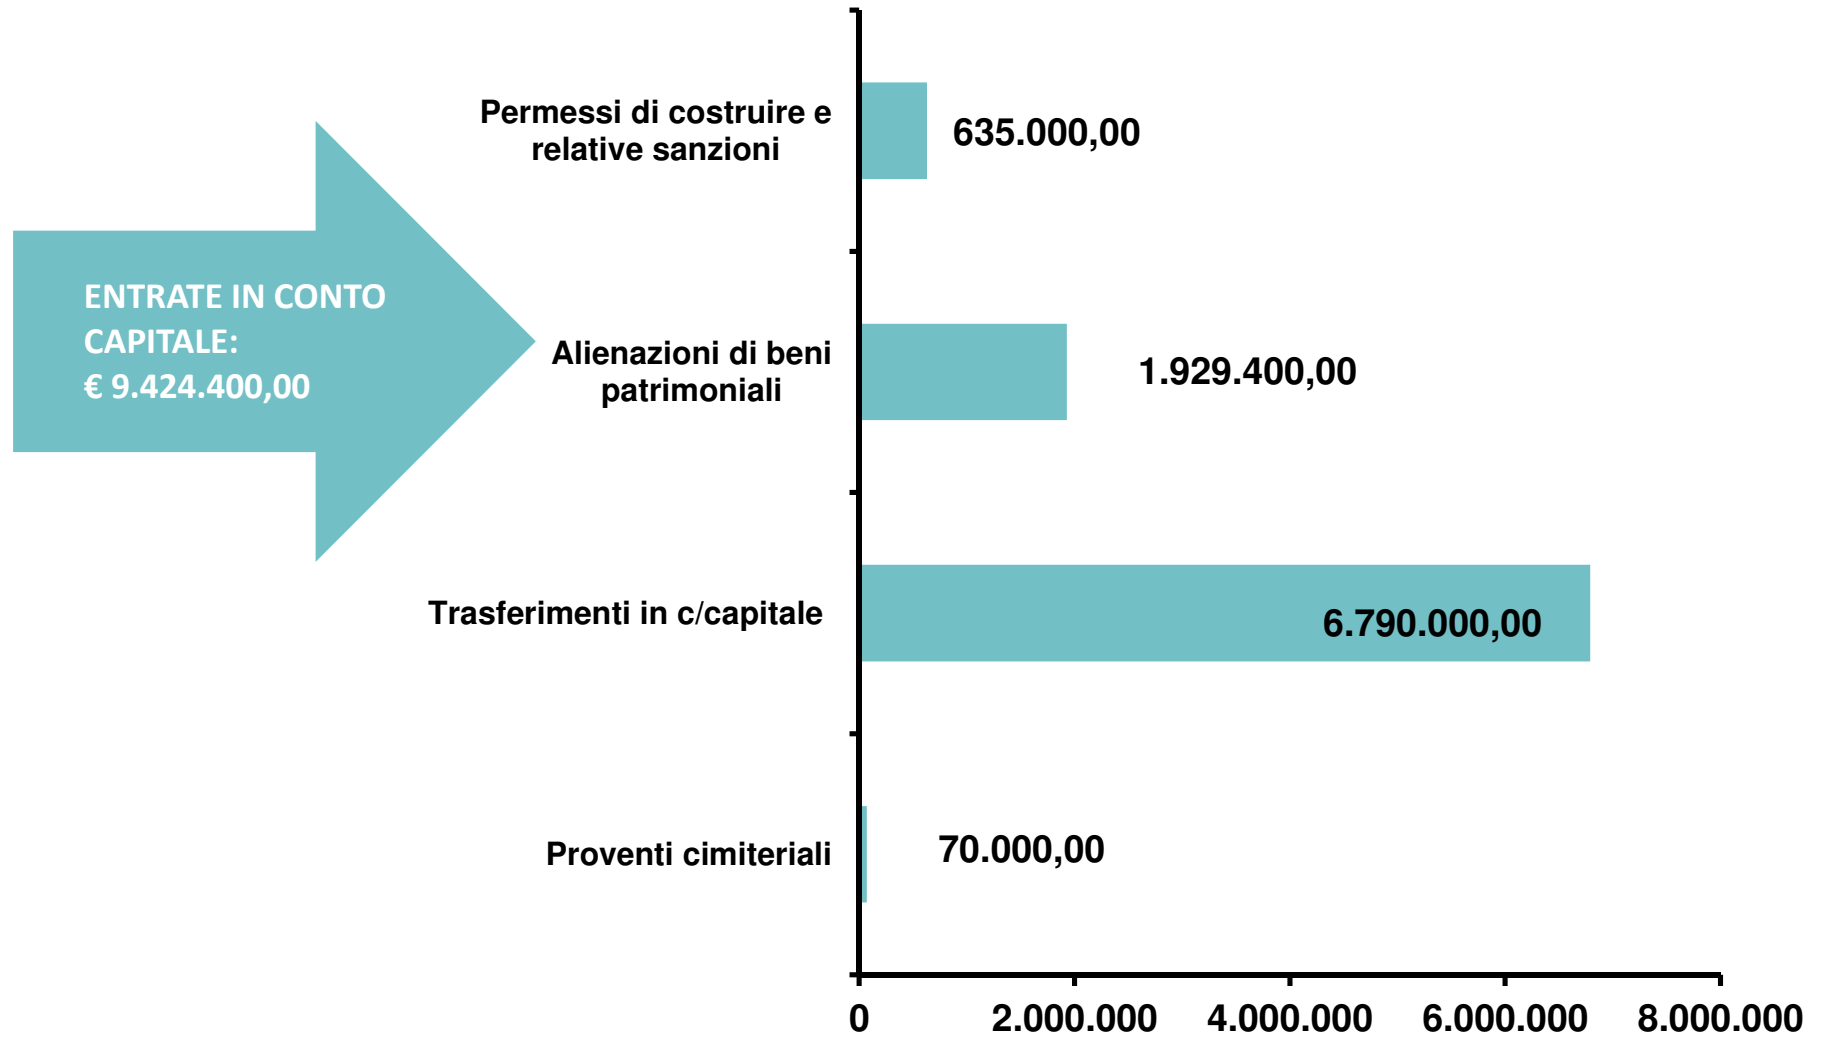 ENTRATE IN CONTO
CAPITALE:
€ 9.424.400,00
Permessi di costruire e
relative sanzioni
635.000,00
Alienazioni di beni
patrimoniali
1.929.400,00
Trasferimenti in c/capitale
6.790.000,00
Proventi cimiteriali
70.000,00
0 2.000.000 4.000.000 6.000.000 8.000.000